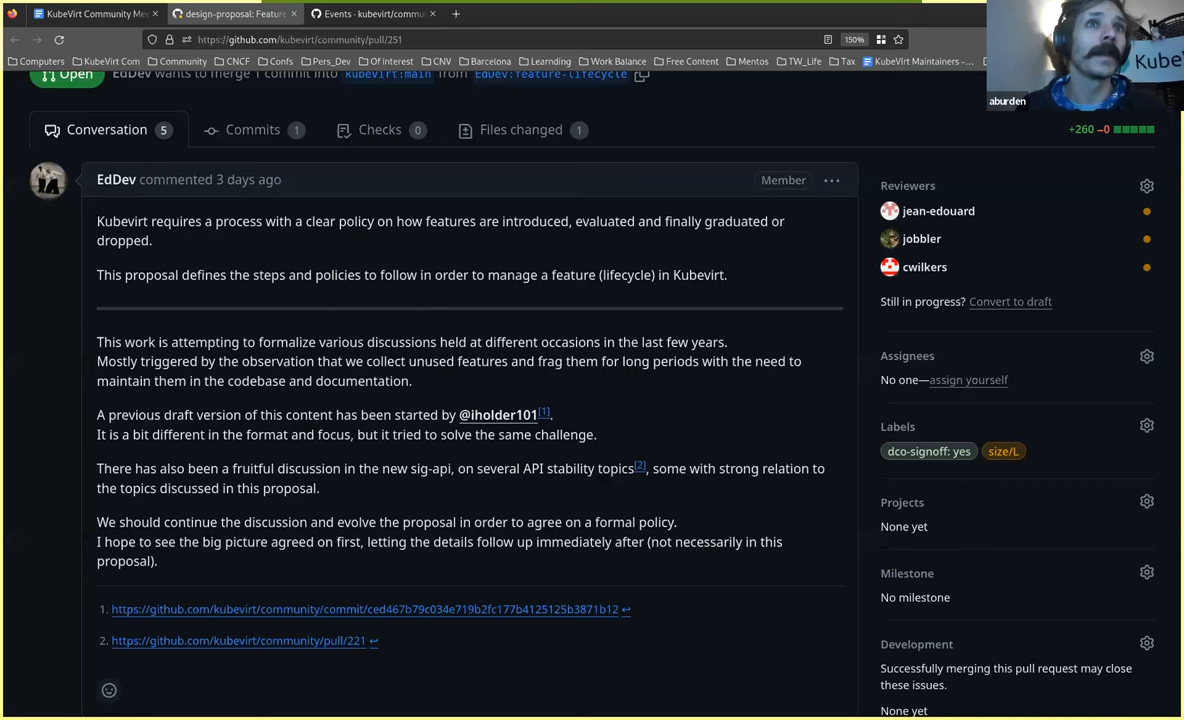 KubeVirt Community Me
design-proposal: Feature
Events · kubevirt/commu
https://github.com/kubevirt/community/pull/251
150%
Computers
KubeVirt Com
Community
CNCF
Confs
Pers_Dev
Of interest
CNV
Barcelona
Learnding
Work Balance
Free Content
Mentos
TW_Life
Tax
KubeVirt Maintainers –…
Kube
aburden
Open
EdDev wants to merge 1 commit into kubevirt:main from EdDev:feature-lifecycle
Conversation 5
Commits 1
Checks 0
Files changed 1
+260 −0
EdDev commented 3 days ago
Member
Kubevirt requires a process with a clear policy on how features are introduced, evaluated and finally graduated or
dropped.
This proposal defines the steps and policies to follow in order to manage a feature (lifecycle) in Kubevirt.
This work is attempting to formalize various discussions held at different occasions in the last few years.
Mostly triggered by the observation that we collect unused features and frag them for long periods with the need to
maintain them in the codebase and documentation.
A previous draft version of this content has been started by @iholder101[1].
It is a bit different in the format and focus, but it tried to solve the same challenge.
There has also been a fruitful discussion in the new sig-api, on several API stability topics[2], some with strong relation to
the topics discussed in this proposal.
We should continue the discussion and evolve the proposal in order to agree on a formal policy.
I hope to see the big picture agreed on first, letting the details follow up immediately after (not necessarily in this
proposal).
1. https://github.com/kubevirt/community/commit/ced467b79c034e719b2fc177b4125125b3871b12 ↩
2. https://github.com/kubevirt/community/pull/221 ↩
Reviewers
jean-edouard
jobbler
cwilkers
Still in progress? Convert to draft
Assignees
No one—assign yourself
Labels
dco-signoff: yes
size/L
Projects
None yet
Milestone
No milestone
Development
Successfully merging this pull request may close
these issues.
None yet